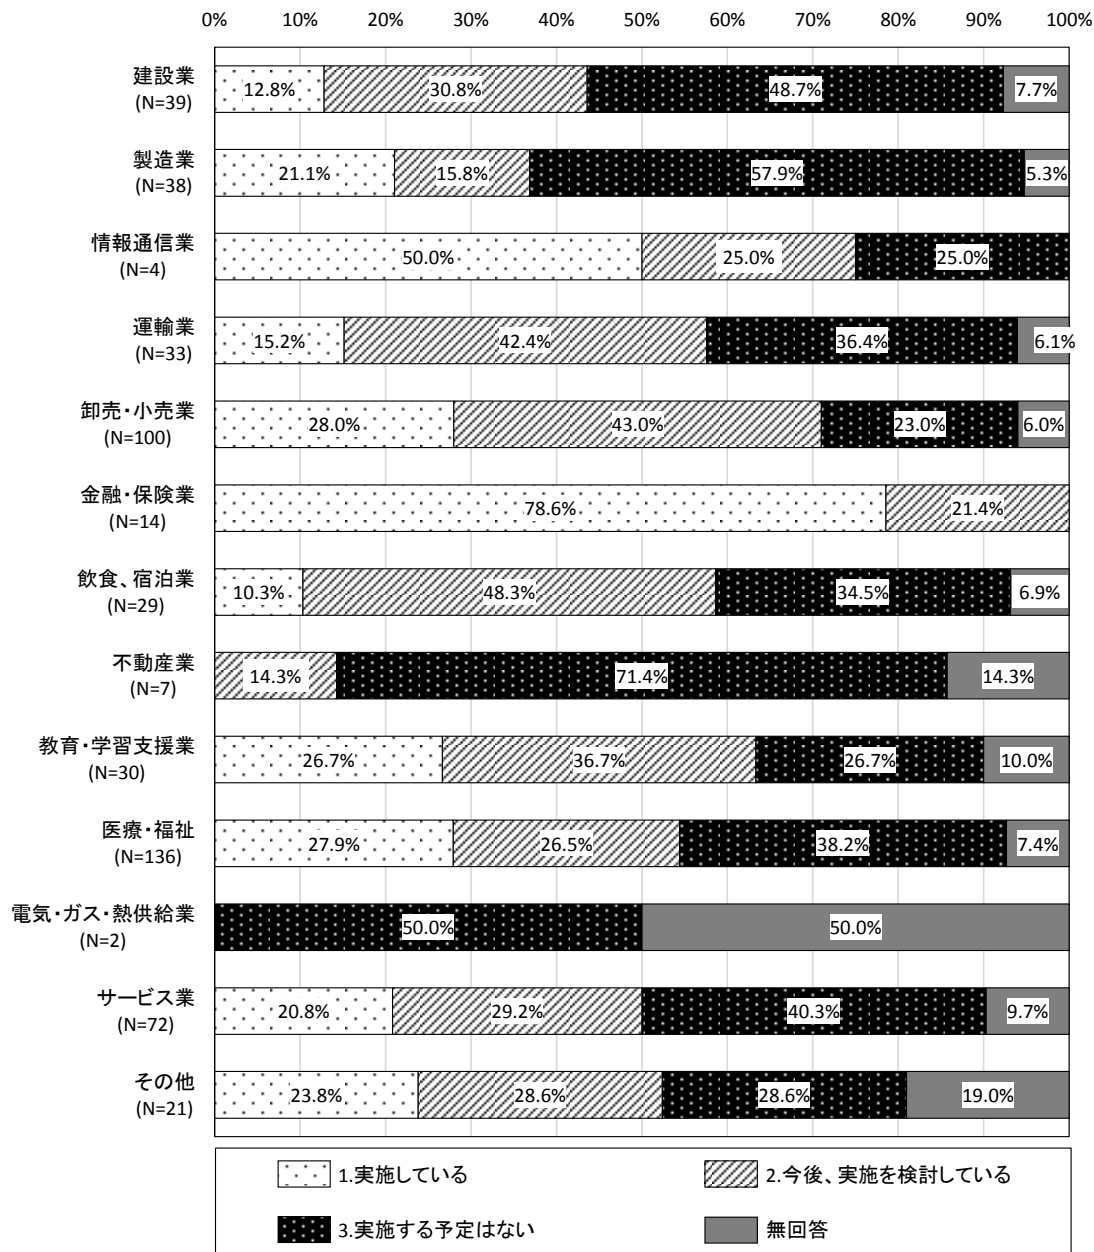 0% 10% 20% 30% 40% 50% 60% 70% 80% 90% 100%
建設業
(N=39)
12.8% 30.8% 48.7% 7.7%
製造業
(N=38)
21.1% 15.8% 57.9% 5.3%
情報通信業
(N=4)
50.0% 25.0% 25.0%
運輸業
(N=33)
15.2% 42.4% 36.4% 6.1%
卸売・小売業
(N=100)
28.0% 43.0% 23.0% 6.0%
金融・保険業
(N=14)
78.6% 21.4%
飲食、宿泊業
(N=29)
10.3% 48.3% 34.5% 6.9%
不動産業
(N=7)
14.3% 71.4% 14.3%
教育・学習支援業
(N=30)
26.7% 36.7% 26.7% 10.0%
医療・福祉
(N=136)
27.9% 26.5% 38.2% 7.4%
電気・ガス・熱供給業
(N=2)
50.0% 50.0%
サービス業
(N=72)
20.8% 29.2% 40.3% 9.7%
その他
(N=21)
23.8% 28.6% 28.6% 19.0%
1.実施している 2.今後、実施を検討している
3.実施する予定はない 無回答